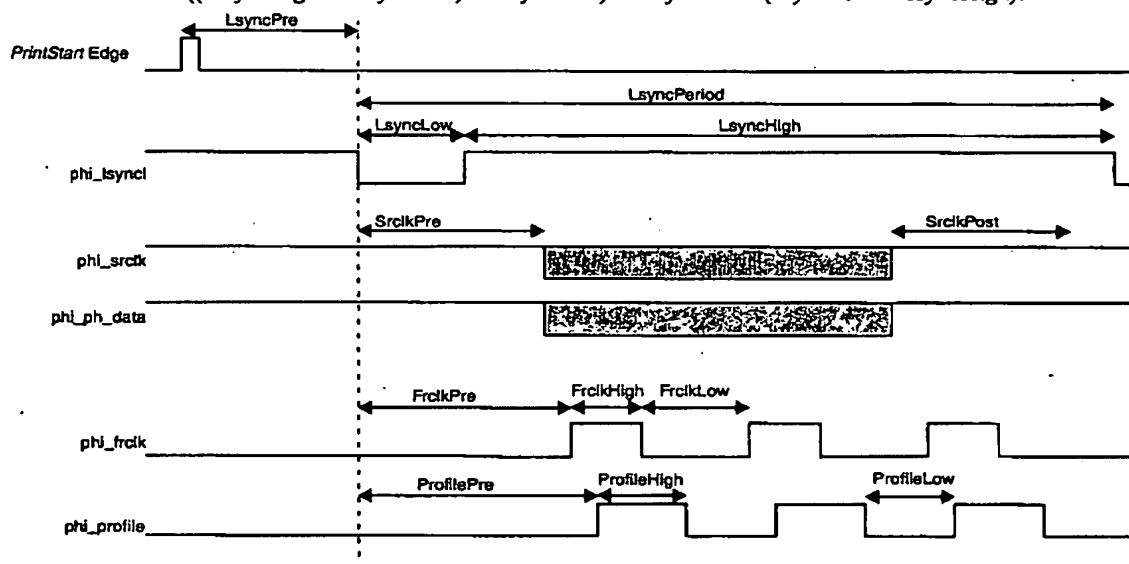 LsyncPre
PrintStart Edge
LsyncPeriod
LsyncLow LsyncHigh
phi_lsyncl
SrclkPre SrclkPost
phi_srclk
phi_ph_data
FrclkPre FrclkHigh FrclkLow
phi_frclk
ProfilePre ProfileHigh ProfileLow
phi_profile